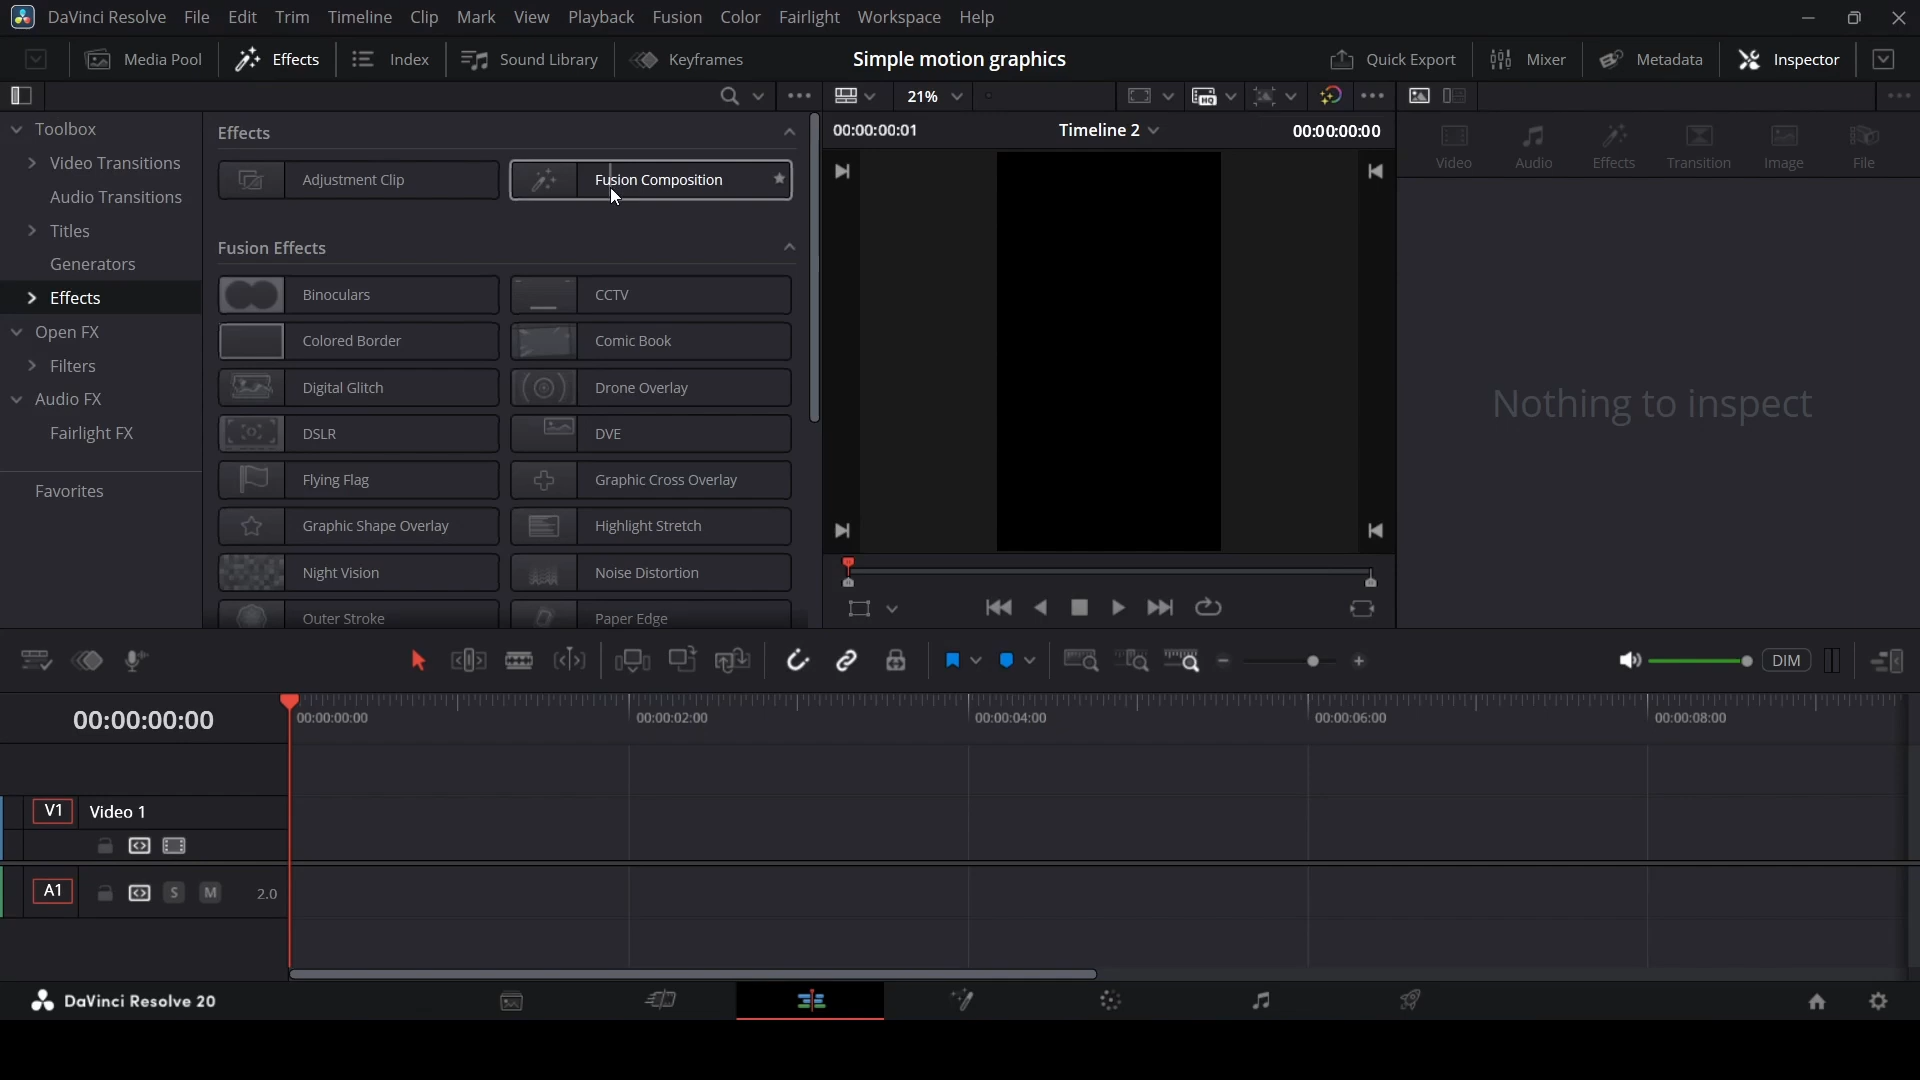 DaVinci Resolve File Edit Trim Timeline Clip Mark View Playback Fusion Color Fairlight Workspace Help
Media Pool Effects Index Sound Library Keyframes Simple motion graphics Quick Export Mixer Metadata Inspector
21% HQ
Toolbox
Video Transitions
Audio Transitions
Titles
Generators
Effects
Open FX
Filters
Audio FX
Fairlight FX
Favorites
Effects
Adjustment Clip Fusion Composition
Fusion Effects
Binoculars CCTV
Colored Border Comic Book
Digital Glitch Drone Overlay
DSLR DVE
Flying Flag Graphic Cross Overlay
Graphic Shape Overlay Highlight Stretch
Night Vision Noise Distortion
Outer Stroke Paper Edge
00:00:00:01 Timeline 2 00:00:00:00
Video Audio Effects Transition Image File
Nothing to inspect
DIM
00:00:00:00 00:00:00:00 00:00:02:00 00:00:04:00 00:00:06:00 00:00:08:00
V1 Video 1
A1 S M 2.0
DaVinci Resolve 20